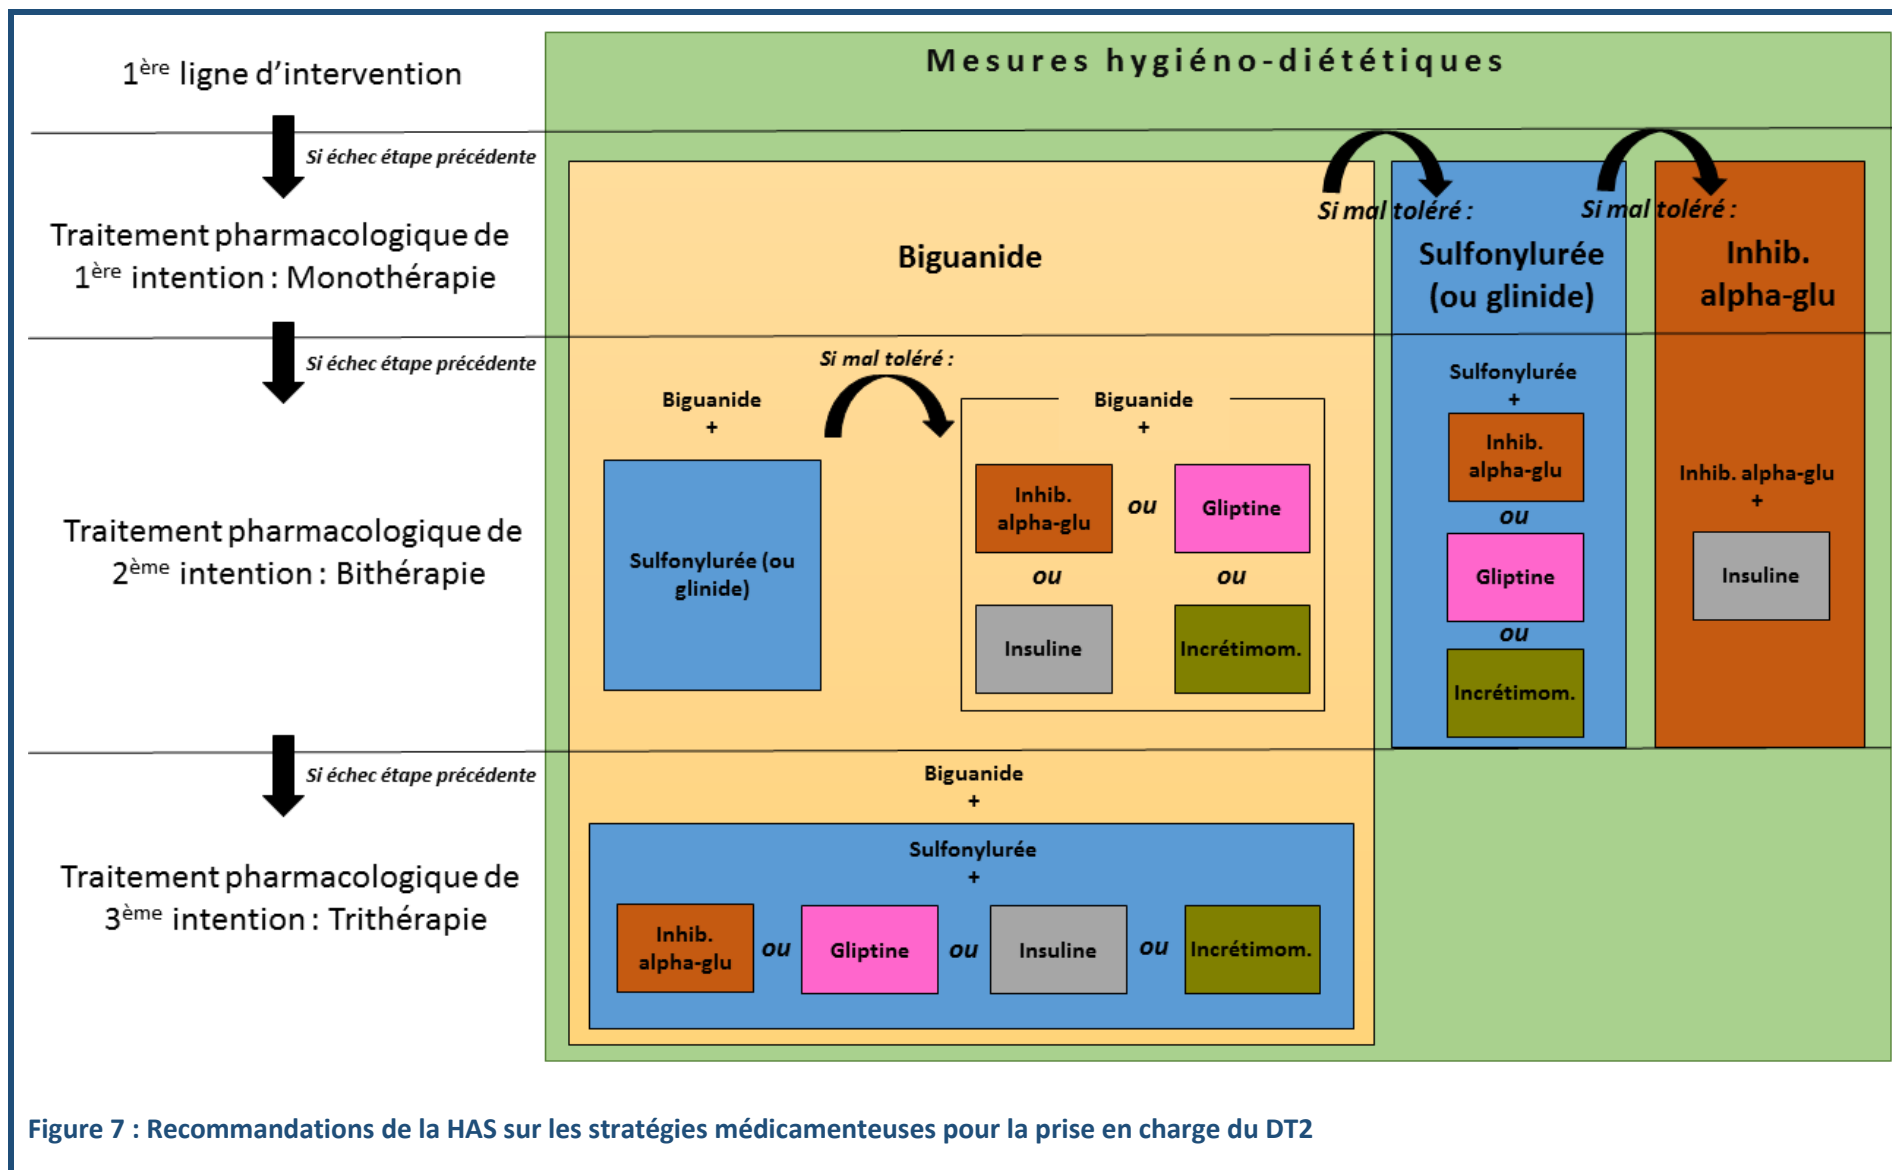 1ère ligne d'intervention
Mesures hygiéno-diététiques
Si échec étape précédente
Traitement pharmacologique de
1ère intention : Monothérapie
Biguanide
Si mal toléré :
Sulfonylurée
(ou glinide)
Si mal toléré :
Inhib.
alpha-glu
Si échec étape précédente
Traitement pharmacologique de
2ème intention : Bithérapie
Biguanide
+
Sulfonylurée (ou
glinide)
Si mal toléré :
Biguanide
+
Inhib.
alpha-glu
ou
Gliptine
ou
ou
Insuline
Incrétimom.
Sulfonylurée
+
Inhib.
alpha-glu
ou
Gliptine
ou
Incrétimom.
Inhib. alpha-glu
+
Insuline
Si échec étape précédente
Traitement pharmacologique de
3ème intention : Trithérapie
Biguanide
+
Sulfonylurée
+
Inhib.
alpha-glu
ou
Gliptine
ou
Insuline
ou
Incrétimom.
Figure 7 : Recommandations de la HAS sur les stratégies médicamenteuses pour la prise en charge du DT2